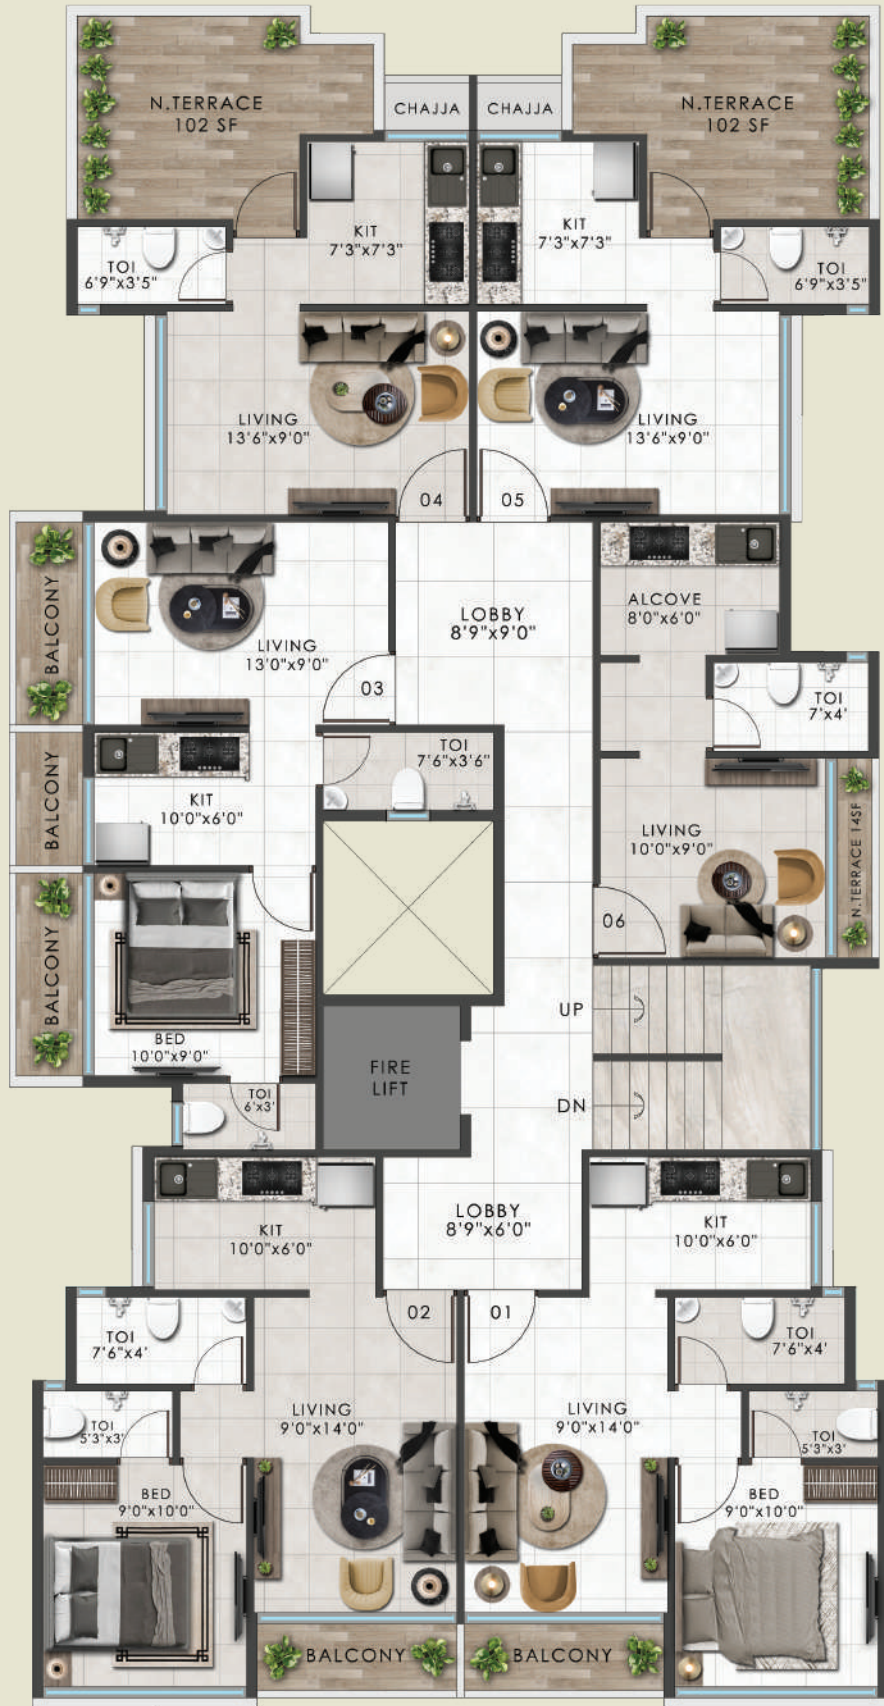 N.TERRACE
102 SF
CHAJJA
CHAJJA
N.TERRACE
102 SF
KIT
7'3"x7'3"
KIT
7'3"x7'3"
TOI
6'9"x3'5"
TOI
6'9"x3'5"
LIVING
13'6"x9'0"
LIVING
13'6"x9'0"
04
05
BALCONY
LIVING
13'0"x9'0"
03
LOBBY
8'9"x9'0"
ALCOVE
8'0"x6'0"
TOI
7'x4'
BALCONY
KIT
10'0"x6'0"
TOI
7'6"x3'6"
LIVING
10'0"x9'0"
N.TERRACE 14SF
06
BALCONY
BED
10'0"x9'0"
UP
FIRE
LIFT
DN
TOI
6'x3'
KIT
10'0"x6'0"
LOBBY
8'9"x6'0"
KIT
10'0"x6'0"
02
01
TOI
7'6"x4'
TOI
7'6"x4'
LIVING
9'0"x14'0"
LIVING
9'0"x14'0"
TOI
5'3"x3'
TOI
5'3"x3'
BED
9'0"x10'0"
BED
9'0"x10'0"
BALCONY
BALCONY